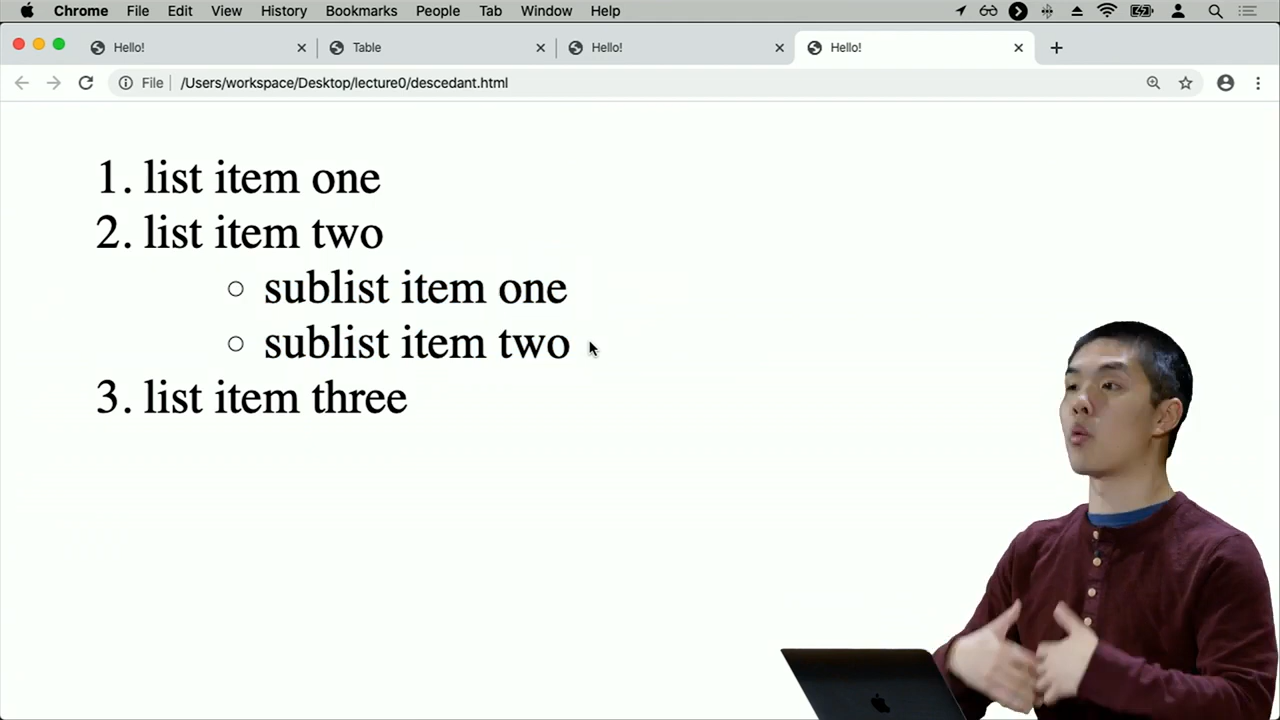 Chrome File Edit View History Bookmarks People Tab Window Help
Hello! Table Hello! Hello!
File /Users/workspace/Desktop/lecture0/descedant.html
1. list item one
2. list item two
sublist item one
sublist item two
3. list item three